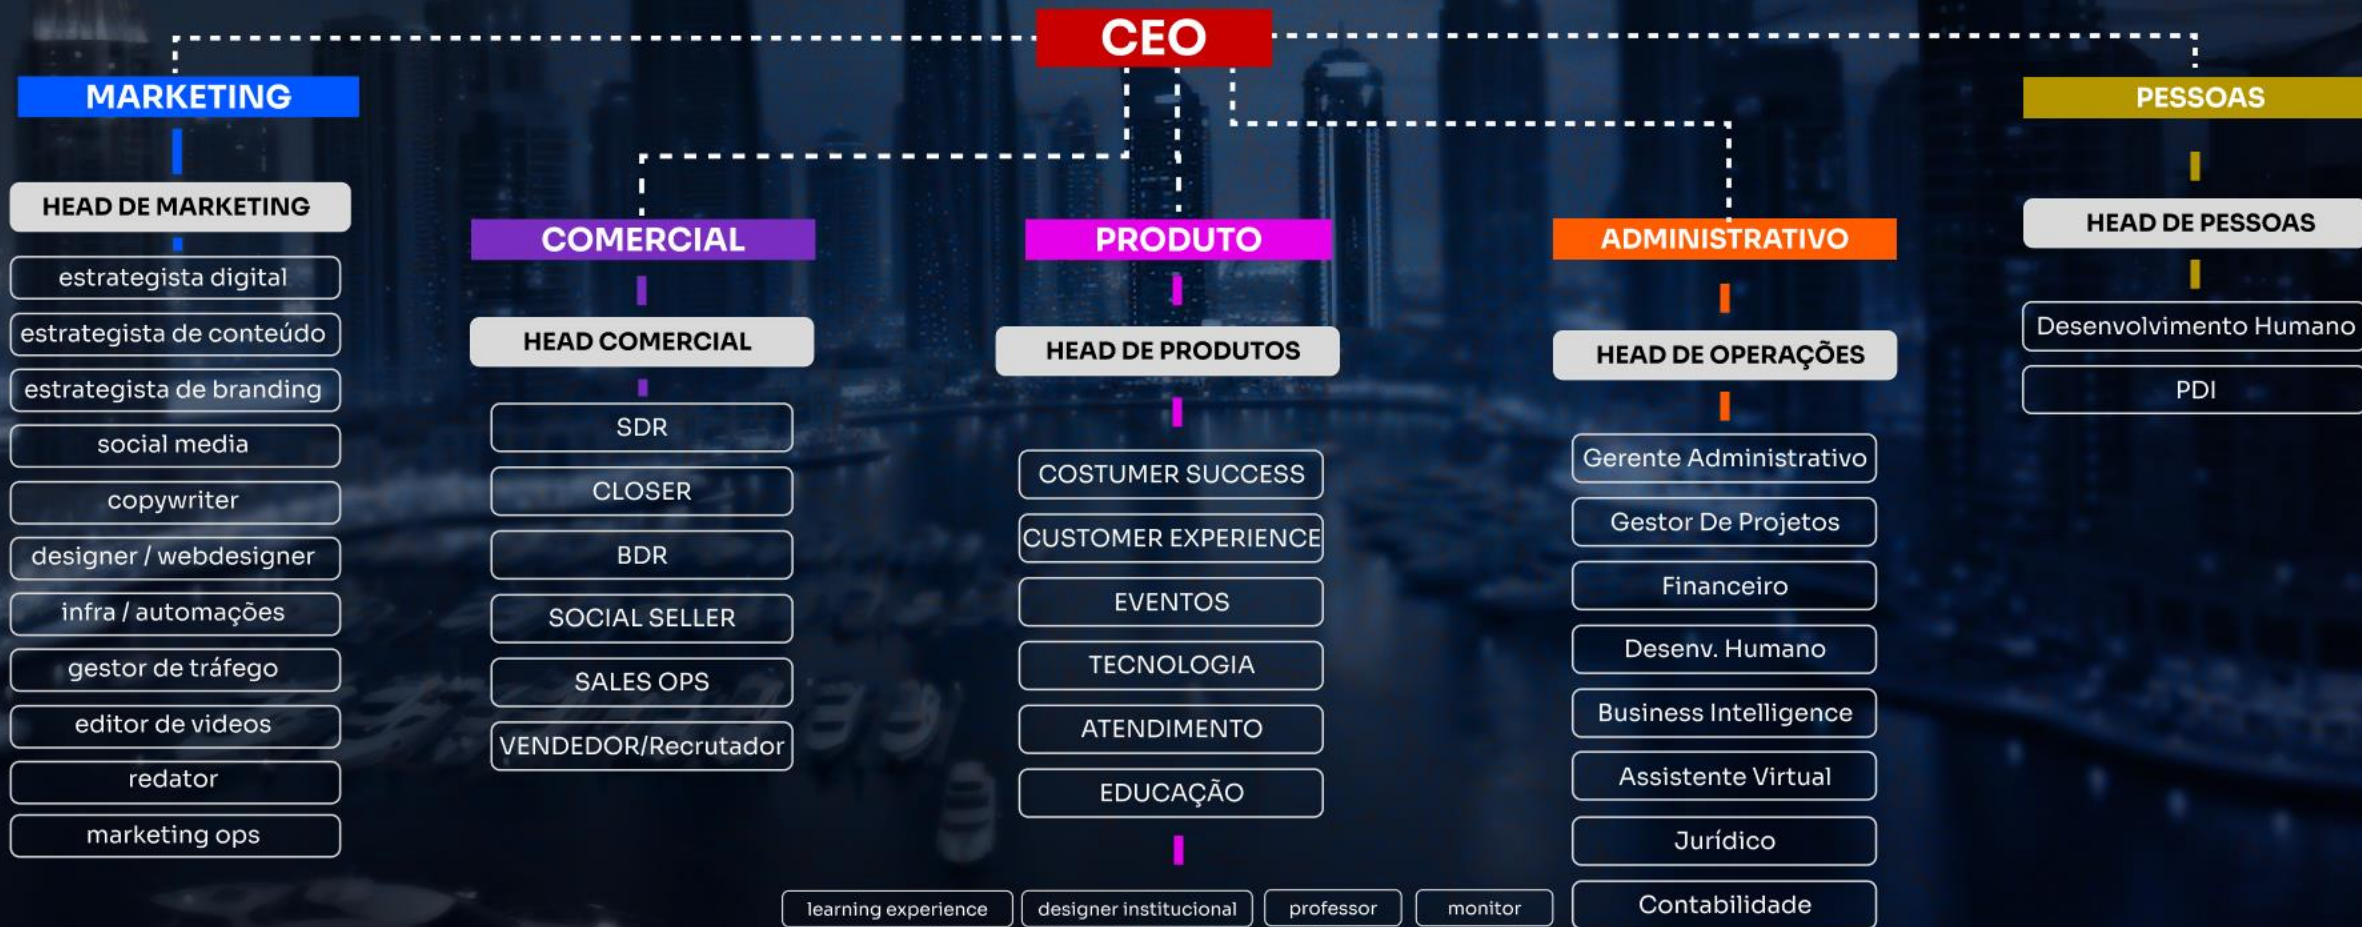 CEO
MARKETING
HEAD DE MARKETING
estrategista digital
estrategista de conteúdo
estrategista de branding
social media
copywriter
designer / webdesigner
infra / automações
gestor de tráfego
editor de videos
redator
marketing ops
COMERCIAL
HEAD COMERCIAL
SDR
CLOSER
BDR
SOCIAL SELLER
SALES OPS
VENDEDOR/Recrutador
PRODUTO
HEAD DE PRODUTOS
COSTUMER SUCCESS
CUSTOMER EXPERIENCE
EVENTOS
TECNOLOGIA
ATENDIMENTO
EDUCAÇÃO
learning experience
designer institucional
professor
monitor
ADMINISTRATIVO
HEAD DE OPERAÇÕES
Gerente Administrativo
Gestor De Projetos
Financeiro
Desenv. Humano
Business Intelligence
Assistente Virtual
Jurídico
Contabilidade
PESSOAS
HEAD DE PESSOAS
Desenvolvimento Humano
PDI